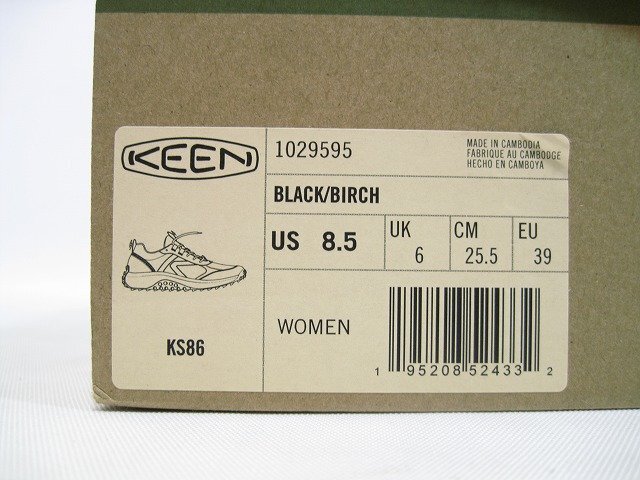 KEEN
1029595
MADE IN CAMBODIA
FABRIQUE AU CAMBODGE
HECHO EN CAMBOYA
BLACK/BIRCH
US 8.5
UK
6
CM
25.5
EU
39
KS86
WOMEN
1 95208 52433 2